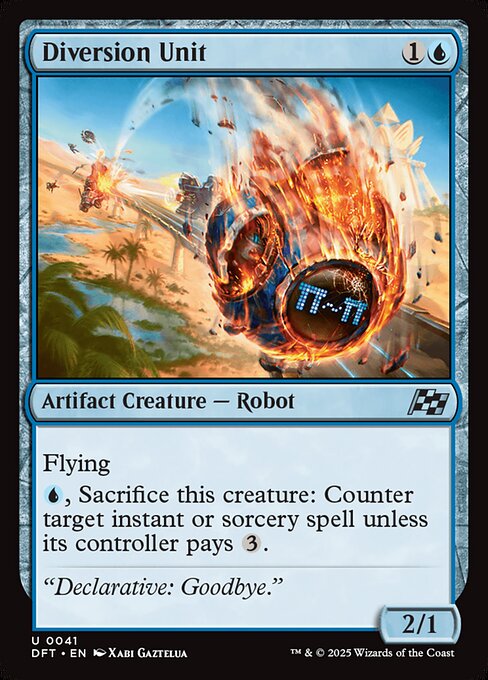 Diversion Unit 1
Artifact Creature — Robot
Flying
, Sacrifice this creature: Counter
target instant or sorcery spell unless
its controller pays 3.
“Declarative: Goodbye.”
2/1
U 0041
DFT • EN Xabi Gaztelua
™ & © 2025 Wizards of the Coast